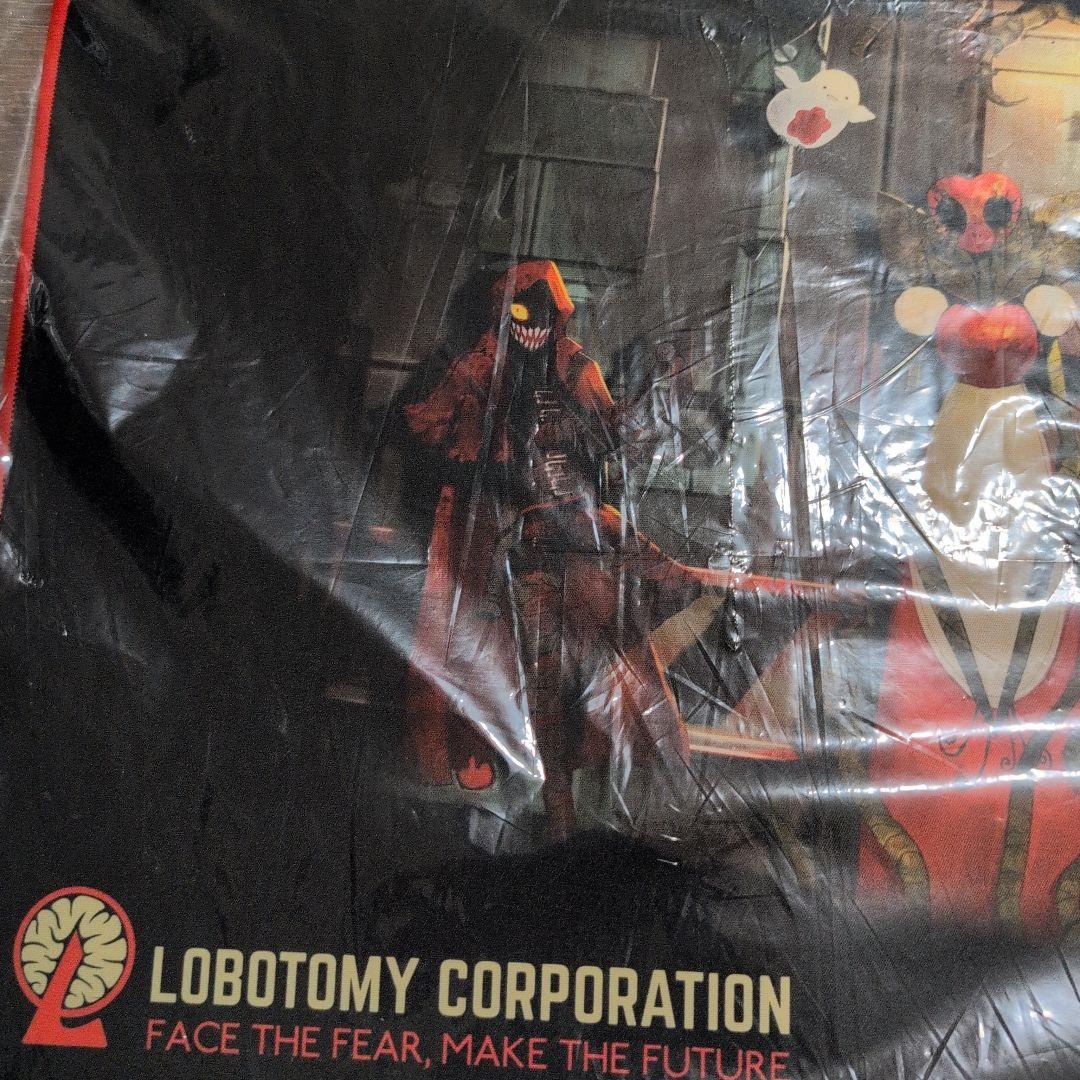 LOBOTOMY CORPORATION
FACE THE FEAR, MAKE THE FUTURE